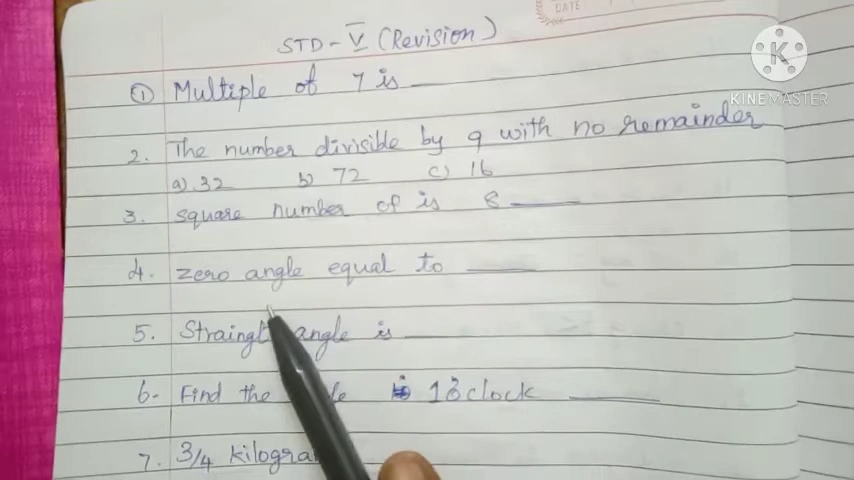 DATE
STD - V (Revision)
KINEMASTER
① Multiple of 7 is ____
2. The number divisible by 9 with no remainder
a) 32 b) 72 c) 16
3. square number of is 8 ____
4. zero angle equal to ____
5. Straingt angle is ____
6. Find the is 1ö clock ____
7. 3/4